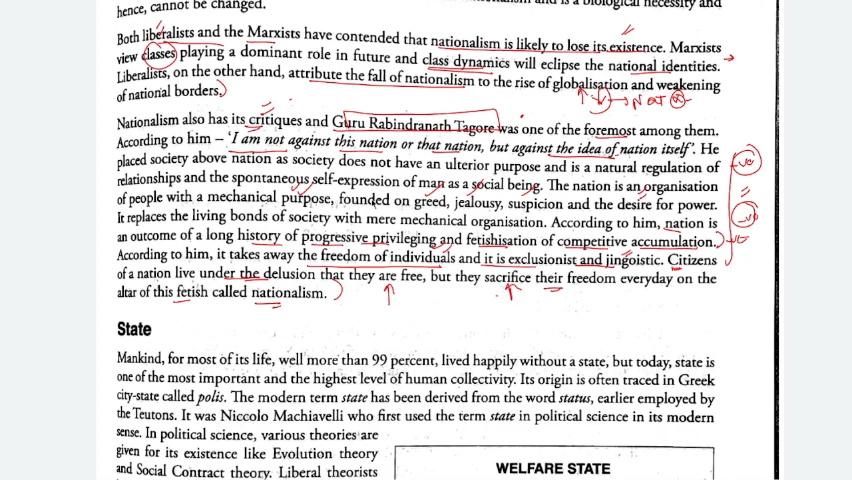 hence, cannot be changed.
is a biological necessity and
Both liberalists and the Marxists have contended that nationalism is likely to lose its existence. Marxists
view classes playing a dominant role in future and class dynamics will eclipse the national identities.
Liberalists, on the other hand, attribute the fall of nationalism to the rise of globalisation and weakening
of national borders.
Nationalism also has its critiques and Guru Rabindranath Tagore was one of the foremost among them.
According to him – 'I am not against this nation or that nation, but against the idea of nation itself'. He
placed society above nation as society does not have an ulterior purpose and is a natural regulation of
relationships and the spontaneous self-expression of man as a social being. The nation is an organisation
of people with a mechanical purpose, founded on greed, jealousy, suspicion and the desire for power.
It replaces the living bonds of society with mere mechanical organisation. According to him, nation is
an outcome of a long history of progressive privileging and fetishisation of competitive accumulation.
According to him, it takes away the freedom of individuals and it is exclusionist and jingoistic. Citizens
of a nation live under the delusion that they are free, but they sacrifice their freedom everyday on the
altar of this fetish called nationalism.
State
Mankind, for most of its life, well more than 99 percent, lived happily without a state, but today, state is
one of the most important and the highest level of human collectivity. Its origin is often traced in Greek
city-state called polis. The modern term state has been derived from the word status, earlier employed by
the Teutons. It was Niccolo Machiavelli who first used the term state in political science in its modern
sense. In political science, various theories are
given for its existence like Evolution theory
and Social Contract theory. Liberal theorists
WELFARE STATE